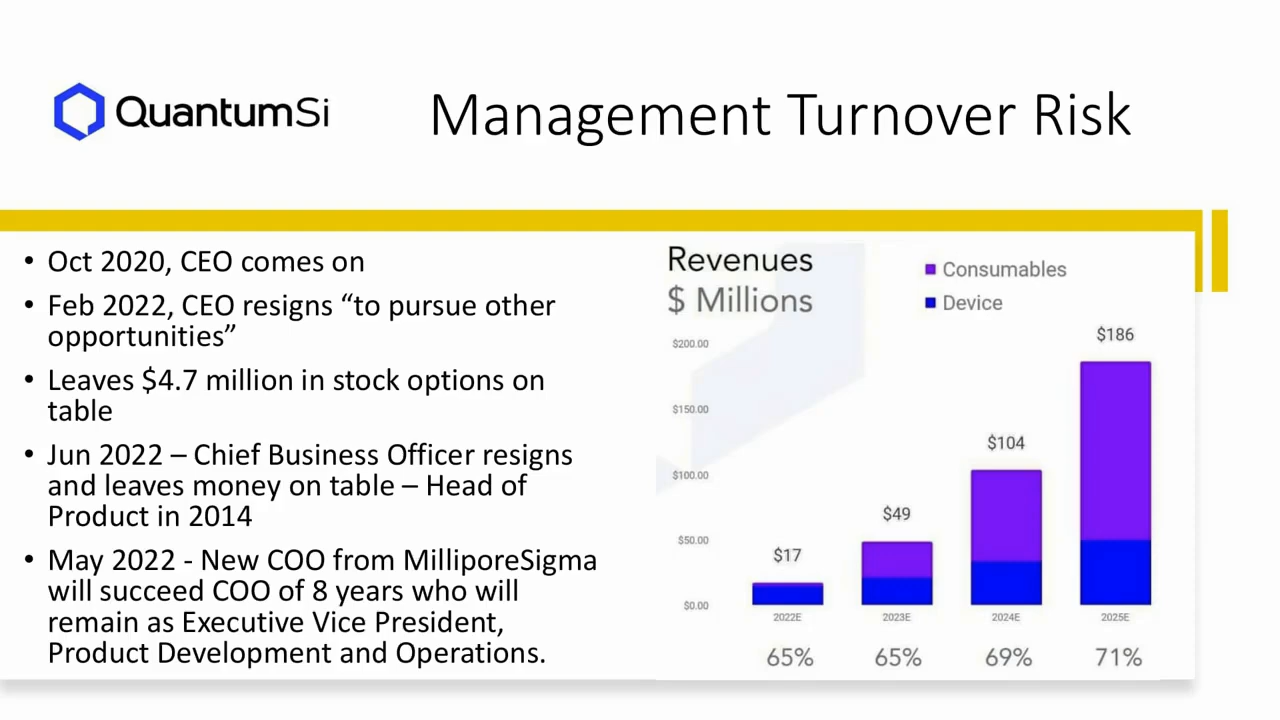 QuantumSi
Management Turnover Risk
• Oct 2020, CEO comes on
• Feb 2022, CEO resigns “to pursue other
opportunities”
• Leaves $4.7 million in stock options on
table
• Jun 2022 – Chief Business Officer resigns
and leaves money on table – Head of
Product in 2014
• May 2022 - New COO from MilliporeSigma
will succeed COO of 8 years who will
remain as Executive Vice President,
Product Development and Operations.
Revenues
$ Millions
Consumables
Device
$200.00
$150.00
$100.00
$50.00
$0.00
$17
$49
$104
$186
2022E 2023E 2024E 2025E
65% 65% 69% 71%